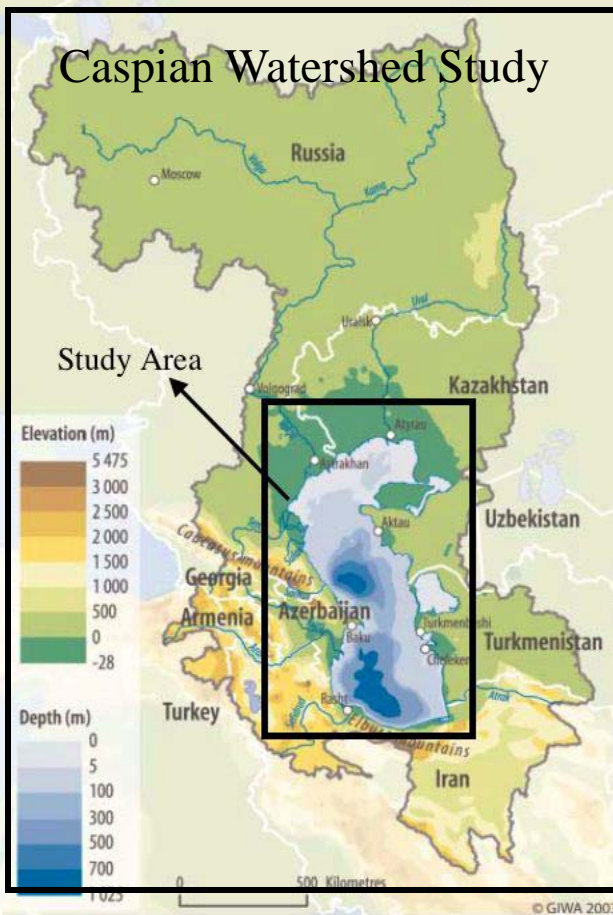 Caspian Watershed Study
Russia
Moscow
Volga
Kama
Ural
Uralsk
Study Area
Volgograd
Kazakhstan
Elevation (m)
5 475
3 000
2 500
2 000
1 500
1 000
500
0
-28
Atyrau
Astrakhan
Aktau
Uzbekistan
Caucasus mountains
Georgia
Armenia
Azerbaijan
Baku
Turkmenbashi
Cheleken
Turkmenistan
Depth (m)
0
5
100
300
500
700
1 025
Turkey
Rasht
Atrak
Elburz mountains
Iran
0
500 Kilometres